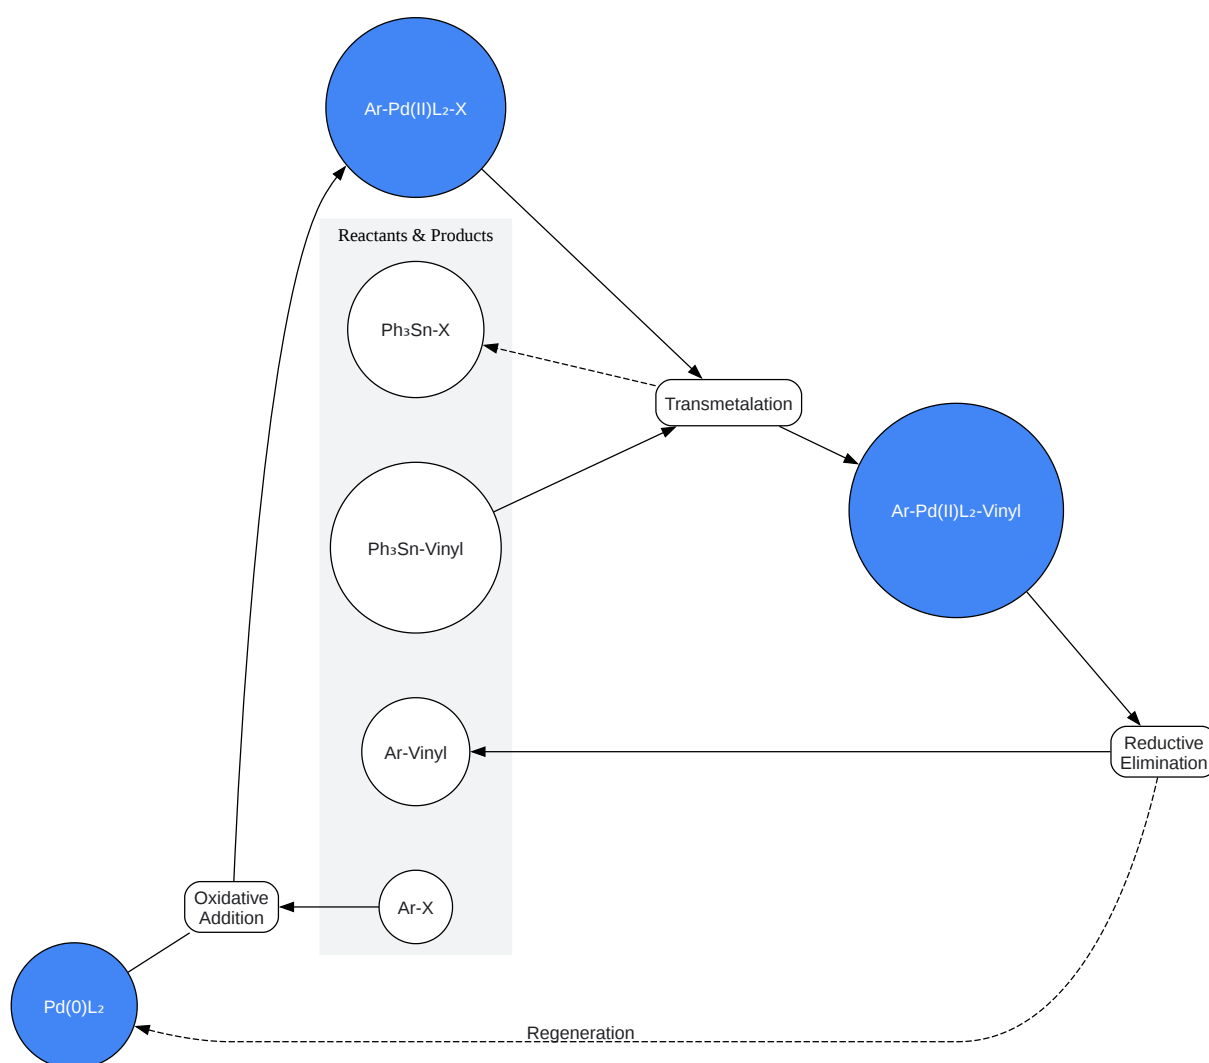 Ar-Pd(II)L₂-X
Reactants & Products
Ph₃Sn-X
Transmetalation
Ar-Pd(II)L₂-Vinyl
Ph₃Sn-Vinyl
Reductive
Elimination
Ar-Vinyl
Oxidative
Addition
Ar-X
Pd(0)L₂
Regeneration